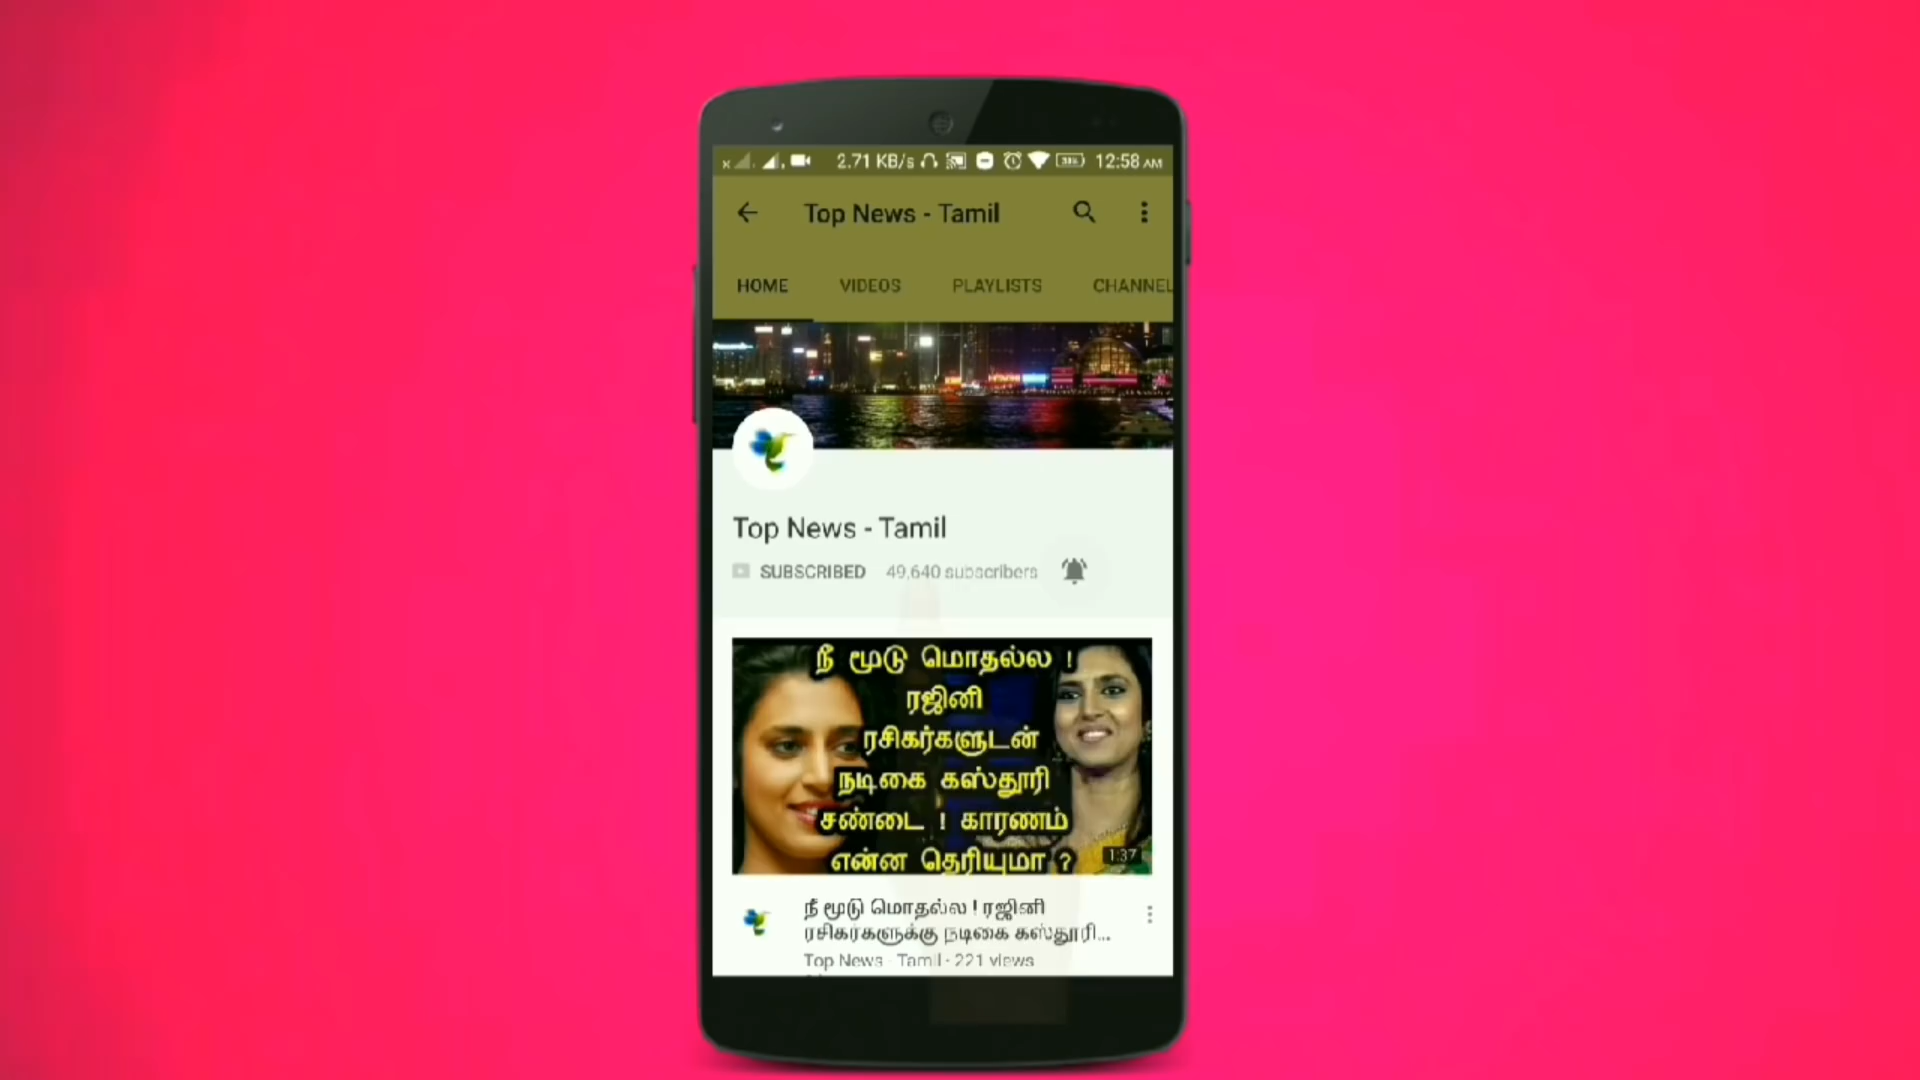 2.71 KB/s 12:58 AM
Top News - Tamil
HOME VIDEOS PLAYLISTS CHANNEL
Top News - Tamil
SUBSCRIBED 49,640 subscribers
நீ மூடு மொதல்ல !
ரஜினி
ரசிகர்களுடன்
நடிகை கஸ்தூரி
சண்டை ! காரணம்
என்ன தெரியுமா ?
1:37
நீ மூடு மொதல்ல ! ரஜினி
ரசிகர்களுக்கு நடிகை கஸ்தூரி...
Top News - Tamil · 221 views